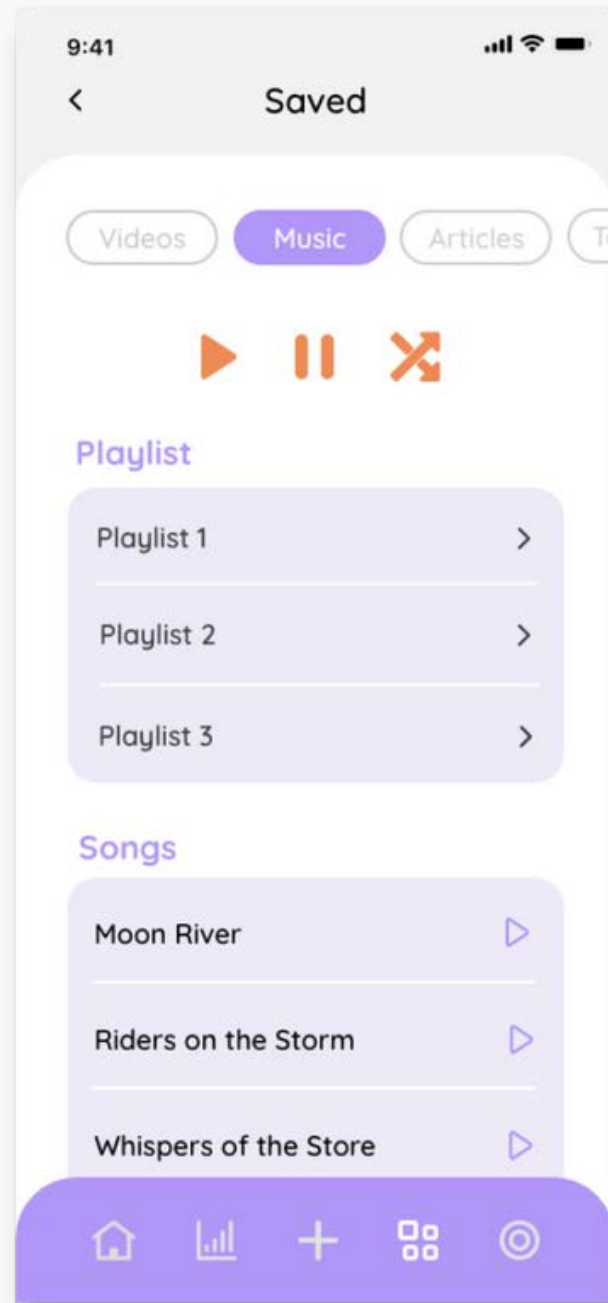 9:41
Saved
Videos Music Articles
Playlist
Playlist 1
Playlist 2
Playlist 3
Songs
Moon River
Riders on the Storm
Whispers of the Store